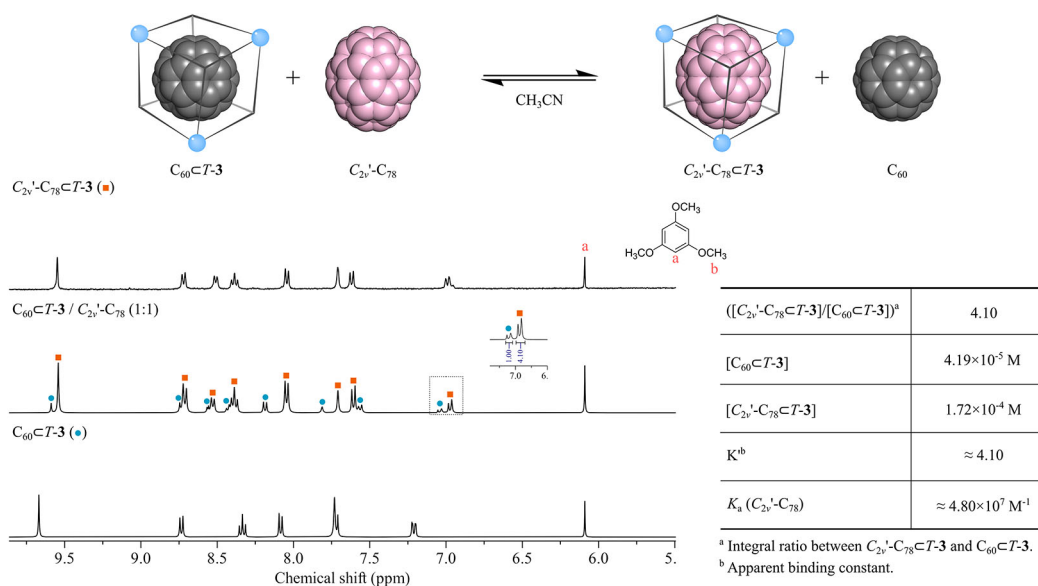 +
CH₃CN
+
C₆₀⊂T-3
C₂ᵥ'-C₇₈
C₂ᵥ'-C₇₈⊂T-3
C₆₀
C₂ᵥ'-C₇₈⊂T-3 (■)
OCH₃
H₃CO
OCH₃
a
b
a
C₆₀⊂T-3 / C₂ᵥ'-C₇₈ (1:1)
1.00
4.10
7.0 6.
C₆₀⊂T-3 (●)
9.5 9.0 8.5 8.0 7.5 7.0 6.5 6.0 5.
Chemical shift (ppm)
([C₂ᵥ'-C₇₈⊂T-3]/[C₆₀⊂T-3])ᵃ 4.10
[C₆₀⊂T-3] 4.19×10⁻⁵ M
[C₂ᵥ'-C₇₈⊂T-3] 1.72×10⁻⁴ M
K'ᵇ ≈ 4.10
Kₐ (C₂ᵥ'-C₇₈) ≈ 4.80×10⁷ M⁻¹
ᵃ Integral ratio between C₂ᵥ'-C₇₈⊂T-3 and C₆₀⊂T-3.
ᵇ Apparent binding constant.